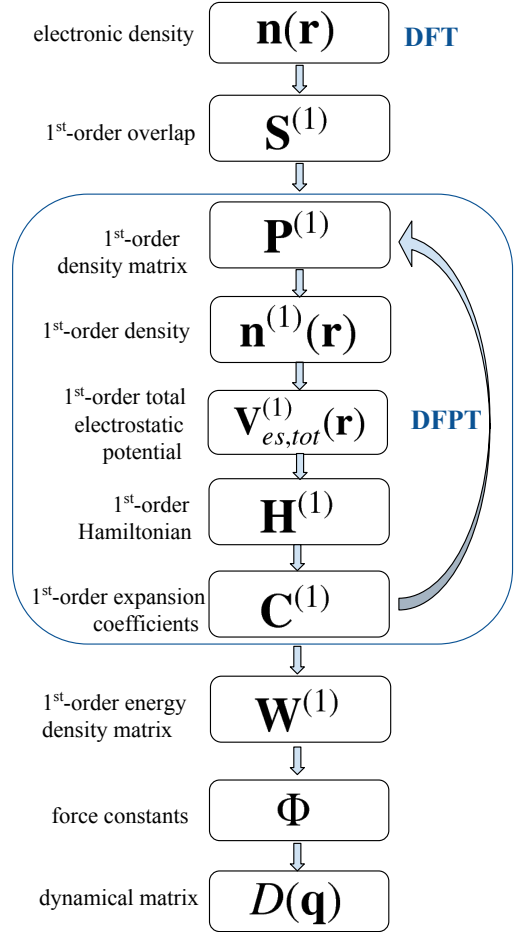 electronic density
n(r)
DFT
1st-order overlap
S(1)
1st-order
density matrix
P(1)
1st-order density
n(1)(r)
1st-order total
electrostatic
potential
V(1)es,tot(r)
DFPT
1st-order
Hamiltonian
H(1)
1st-order expansion
coefficients
C(1)
1st-order energy
density matrix
W(1)
force constants
Φ
dynamical matrix
D(q)